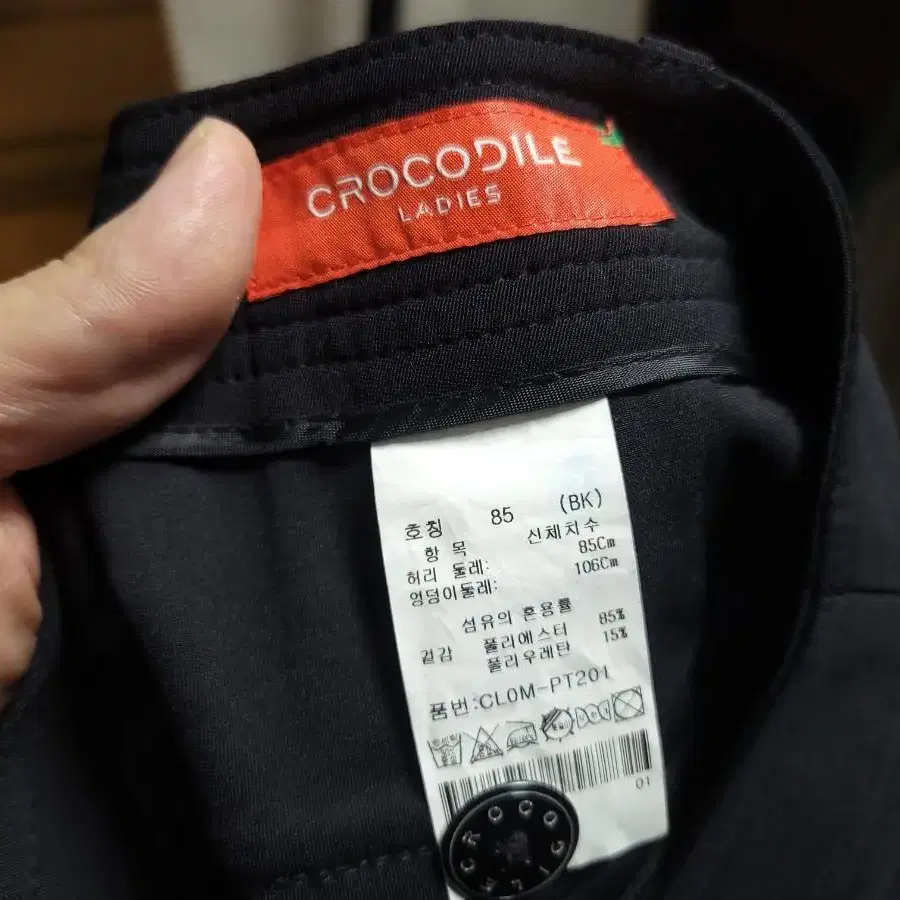 CROCODILE
LADIES
호칭 85 (BK)
항 목 신체치수
허리 둘레: 85Cm
엉덩이둘레: 106Cm
섬유의 혼용률
겉감 폴리에스터 85%
폴리우레탄 15%
품번:CL0M-PT201
01
CROCO